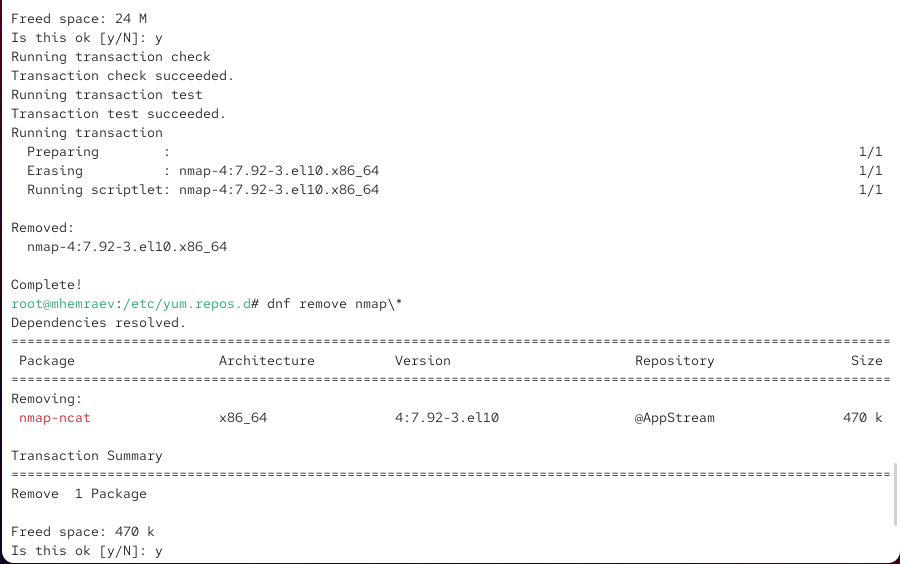 Freed space: 24 M
Is this ok [y/N]: y
Running transaction check
Transaction check succeeded.
Running transaction test
Transaction test succeeded.
Running transaction
  Preparing        :                                                                                      1/1
  Erasing          : nmap-4:7.92-3.el10.x86_64                                                            1/1
  Running scriptlet: nmap-4:7.92-3.el10.x86_64                                                            1/1
Removed:
  nmap-4:7.92-3.el10.x86_64
Complete!
root@mhemraev:/etc/yum.repos.d# dnf remove nmap\*
Dependencies resolved.
==============================================================================================================
 Package                  Architecture          Version                       Repository                 Size
==============================================================================================================
Removing:
 nmap-ncat                x86_64                4:7.92-3.el10                 @AppStream                470 k
Transaction Summary
==============================================================================================================
Remove  1 Package
Freed space: 470 k
Is this ok [y/N]: y